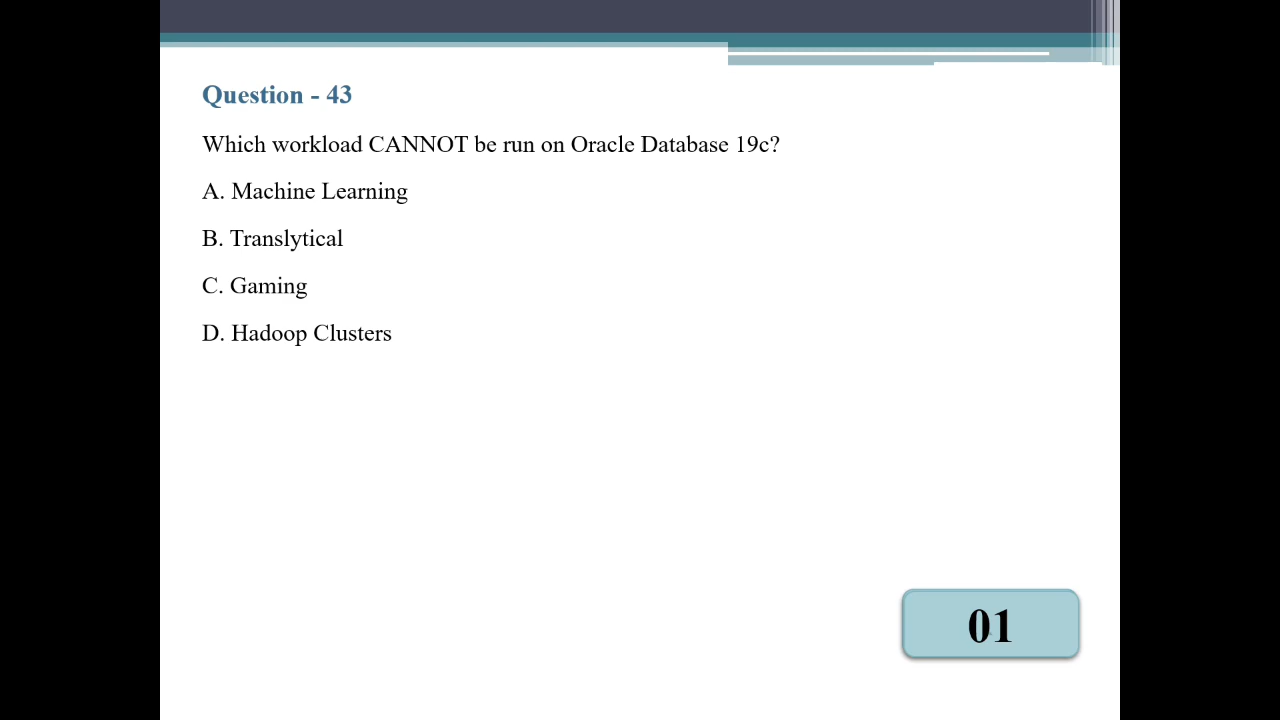 Question - 43
Which workload CANNOT be run on Oracle Database 19c?
A. Machine Learning
B. Translytical
C. Gaming
D. Hadoop Clusters
01